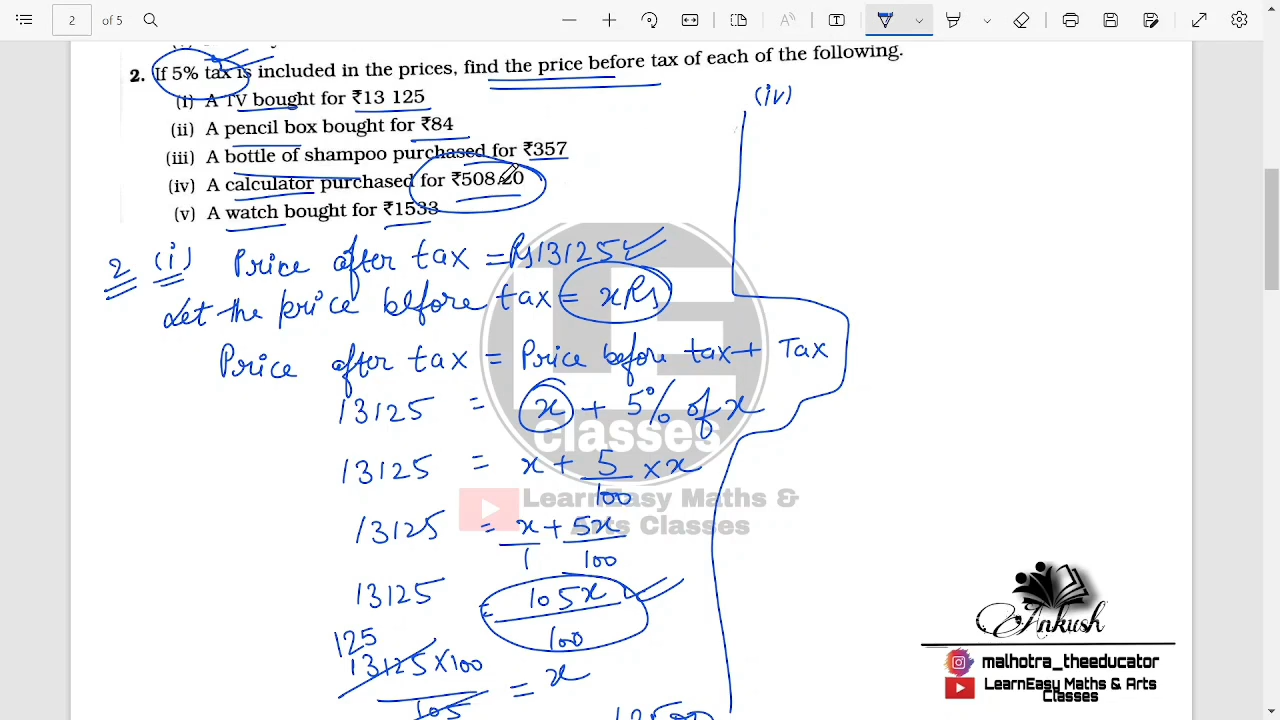 2
of 5
2. If 5% tax is included in the prices, find the price before tax of each of the following.
(i) A TV bought for ₹13 125
(ii) A pencil box bought for ₹84
(iii) A bottle of shampoo purchased for ₹357
(iv) A calculator purchased for ₹508.20
(v) A watch bought for ₹1533
(iv)
2 (i) Price after tax = Rs13125
Let the price before tax = x Rs
Price after tax = Price before tax + Tax
13125 = x + 5% of x
classes
13125 = x + 5/100 × x
LearnEasy Maths &
Arts Classes
13125 = x/1 + 5x/100
13125 = 105x/100
125
13125×100/105 = x
12500
Ankush
malhotra_theeducator
LearnEasy Maths & Arts
Classes